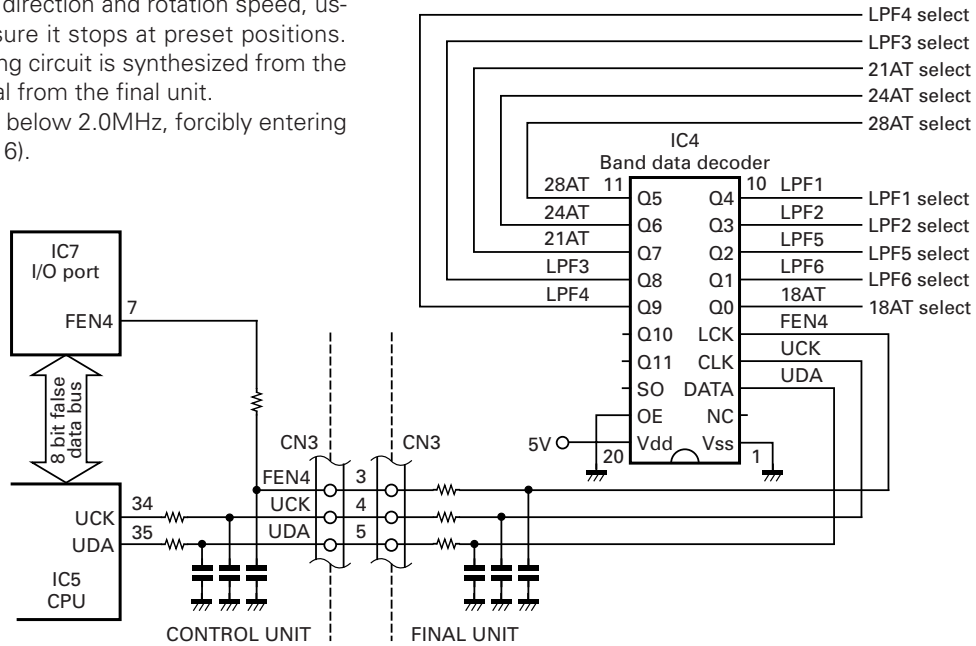 direction and rotation speed, us-
sure it stops at preset positions.
ng circuit is synthesized from the
al from the final unit.
below 2.0MHz, forcibly entering
6).
LPF4 select
LPF3 select
21AT select
24AT select
28AT select
IC4
Band data decoder
28AT 11
10 LPF1
Q5 Q4
LPF1 select
24AT
LPF2
Q6 Q3
LPF2 select
21AT
LPF5
Q7 Q2
LPF5 select
LPF3
LPF6
Q8 Q1
LPF6 select
LPF4
18AT
Q9 Q0
18AT select
FEN4
Q10 LCK
UCK
Q11 CLK
UDA
SO DATA
OE NC
5V
Vdd Vss
20
1
IC7
I/O port
7
FEN4
8 bit false
data bus
CN3
CN3
FEN4 3
34
UCK
UCK 4
35
UDA
UDA 5
IC5
CPU
CONTROL UNIT
FINAL UNIT